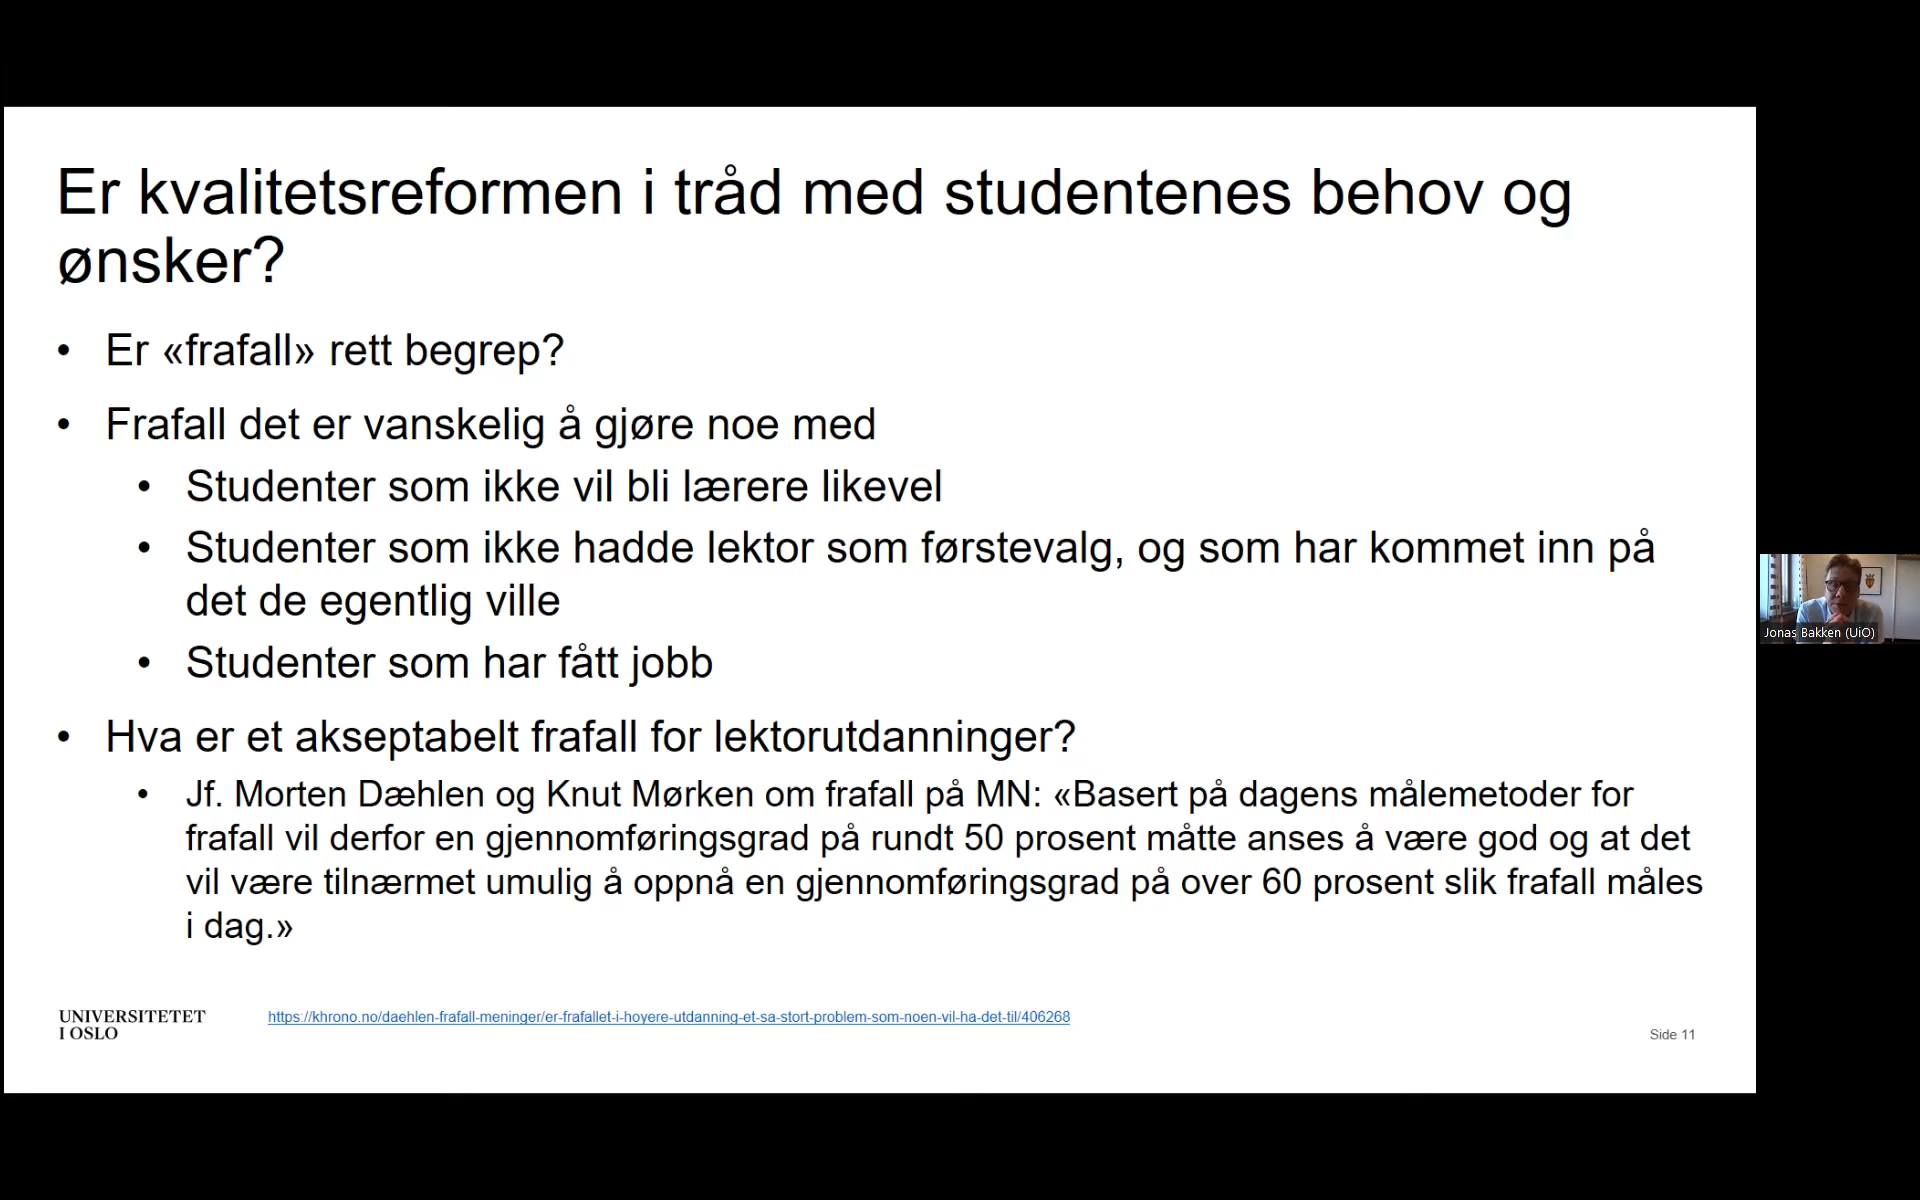 Er kvalitetsreformen i tråd med studentenes behov og
ønsker?
• Er «frafall» rett begrep?
• Frafall det er vanskelig å gjøre noe med
• Studenter som ikke vil bli lærere likevel
• Studenter som ikke hadde lektor som førstevalg, og som har kommet inn på
det de egentlig ville
• Studenter som har fått jobb
• Hva er et akseptabelt frafall for lektorutdanninger?
• Jf. Morten Dæhlen og Knut Mørken om frafall på MN: «Basert på dagens målemetoder for
frafall vil derfor en gjennomføringsgrad på rundt 50 prosent måtte anses å være god og at det
vil være tilnærmet umulig å oppnå en gjennomføringsgrad på over 60 prosent slik frafall måles
i dag.»
UNIVERSITETET
I OSLO
https://khrono.no/daehlen-frafall-meninger/er-frafallet-i-hoyere-utdanning-et-sa-stort-problem-som-noen-vil-ha-det-til/406268
Side 11
Jonas Bakken (UiO)